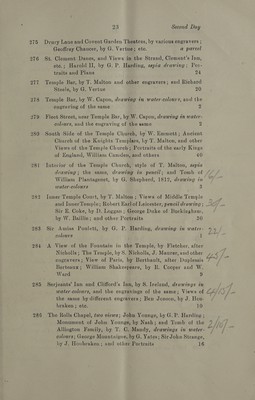 23 Second Day
275 Drury Lane and Covent Garden Theatres, by various engravers;
Geoffrey Chaucer, by G. Vertue; etc. a parcel
276 St. Clement Danes, and Views in the Strand, Clement's Inn,
etc.; Harold II, by G. P. Harding, sepia drawing; Por-
traits and Plans 24
277 Temple Bar, by T. Malton and other engravers; and Richard
Steele, by G. Vertue 20
278 Temple Bar, by W. Capon, drawing in water-colours, and the
engraving of the same 2
279 Fleet Street, near Temple Bar, by W. Capon, drawing in water-
colours, and the engraving of the same 2
280 South Side of the Temple Church, by W. Emmott; Ancient
Church of the Knights Templars, by T. Malton, and other
Views of the Temple Church; Portraits of the early Kings
of England, William Camden, and others 40
281 Interior of the Temple Church, style of T. Malton, sepia
drawing; the same, drawing in pencil; and Tomb of
William Plantagenet, by G. Shepherd, 1812, drawing in
water-colours 3
282 Inner Temple Court, by T. Malton; Views of Middle Temple
and Inner Temple; Robert Earl of Leicester, pencil drawing;
Sir E. Coke, by D. Loggan; George Duke of Buckingham,
by W. Baillie; and other Portraits 30
283 Sir Amias Poulett, by G. P. Harding, drawing in water-
colours 1
284 A View of the Fountain in the Temple, by Fletcher, after
Nicholls; The Temple, by S. Nicholls, J. Maurer, and other
engravers; View of Paris, by Berthault, after Duplessis
Berteaux; William Shakespeare, by R. Cooper and W.
Ward 9
285 Serjeants' Inn and Clifford's Inn, by S. Ireland, drawings in
water-colours, and the engravings of the same; Views of
the same by different engravers; Ben Jonson, by J. Hou-
braken; etc. 19
286 The Rolls Chapel, two views; John Younge, by G. P. Harding;
Monument of John Younge, by Nash; and Tomb of the
Allington Family, by T. C. Mundy, drawings in water-
colours; George Mountaigne, by G. Yates; Sir John Strange,
by J. Houbraken; and other Portraits 16